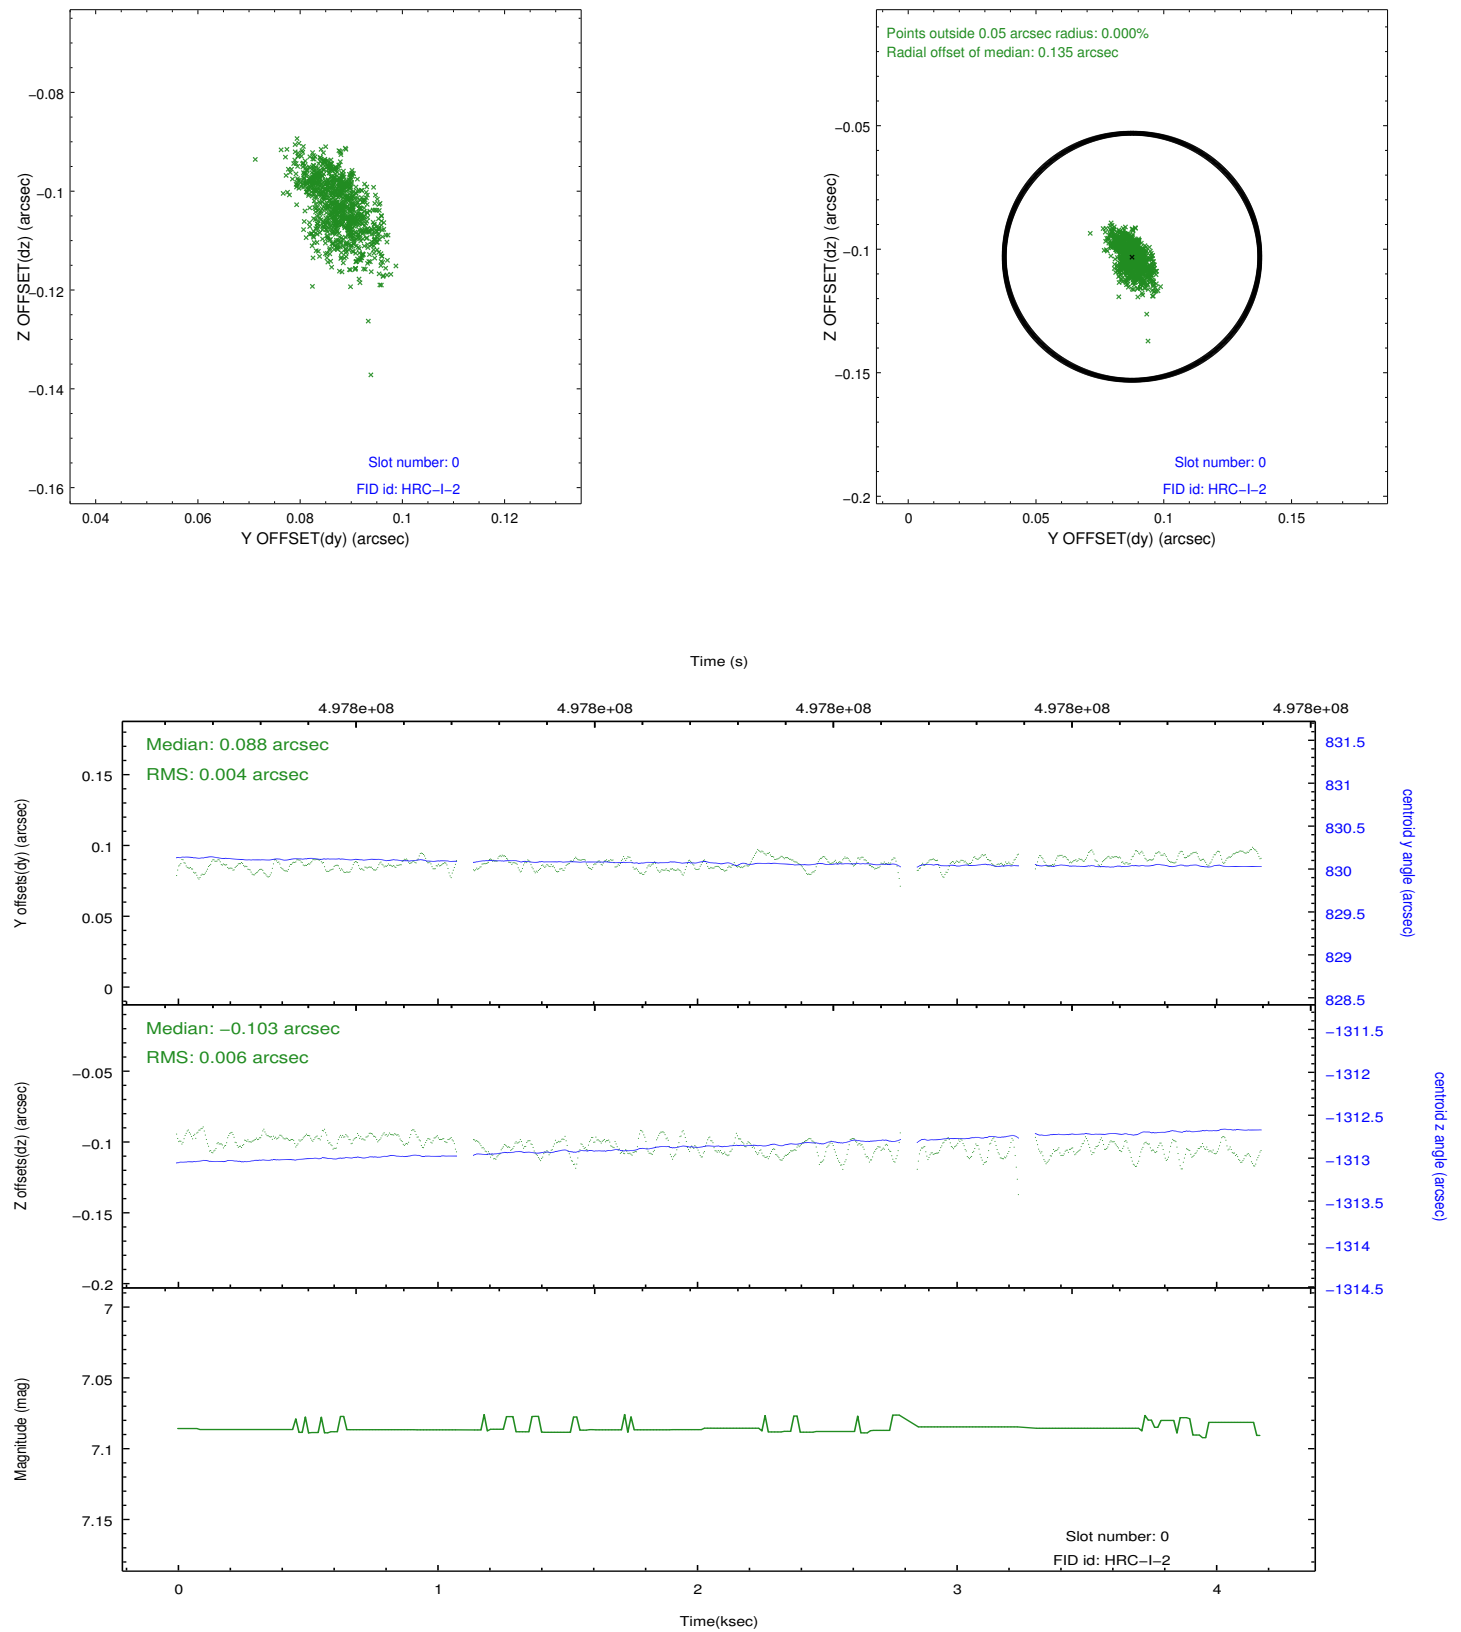 −0.08
−0.1
−0.12
−0.14
−0.16
Z OFFSET(dz) (arcsec)
Slot number: 0
FID id: HRC−I−2
0.04 0.06 0.08 0.1 0.12
Y OFFSET(dy) (arcsec)
Points outside 0.05 arcsec radius: 0.000%
Radial offset of median: 0.135 arcsec
−0.05
−0.1
−0.15
−0.2
Z OFFSET(dz) (arcsec)
Slot number: 0
FID id: HRC−I−2
0 0.05 0.1 0.15
Y OFFSET(dy) (arcsec)
Time (s)
4.978e+08 4.978e+08 4.978e+08 4.978e+08 4.978e+08
Median: 0.088 arcsec
RMS: 0.004 arcsec
0.15
0.1
0.05
0
Y offsets(dy) (arcsec)
831.5
831
830.5
830
829.5
829
828.5
centroid y angle (arcsec)
Median: −0.103 arcsec
RMS: 0.006 arcsec
−0.05
−0.1
−0.15
−0.2
Z offsets(dz) (arcsec)
−1311.5
−1312
−1312.5
−1313
−1313.5
−1314
−1314.5
centroid z angle (arcsec)
7
7.05
7.1
7.15
Magnitude (mag)
Slot number: 0
FID id: HRC−I−2
0 1 2 3 4
Time(ksec)